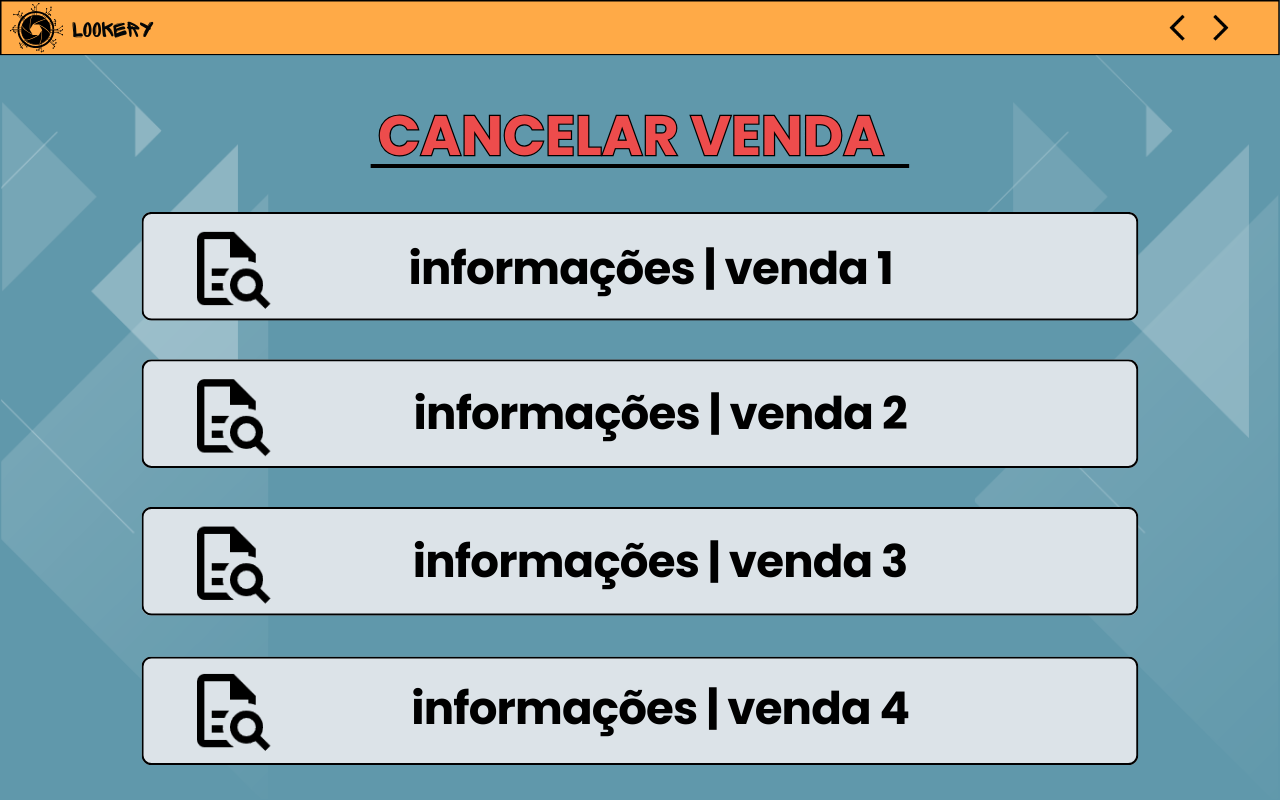 LOOKERY
CANCELAR VENDA
informações | venda 1
informações | venda 2
informações | venda 3
informações | venda 4